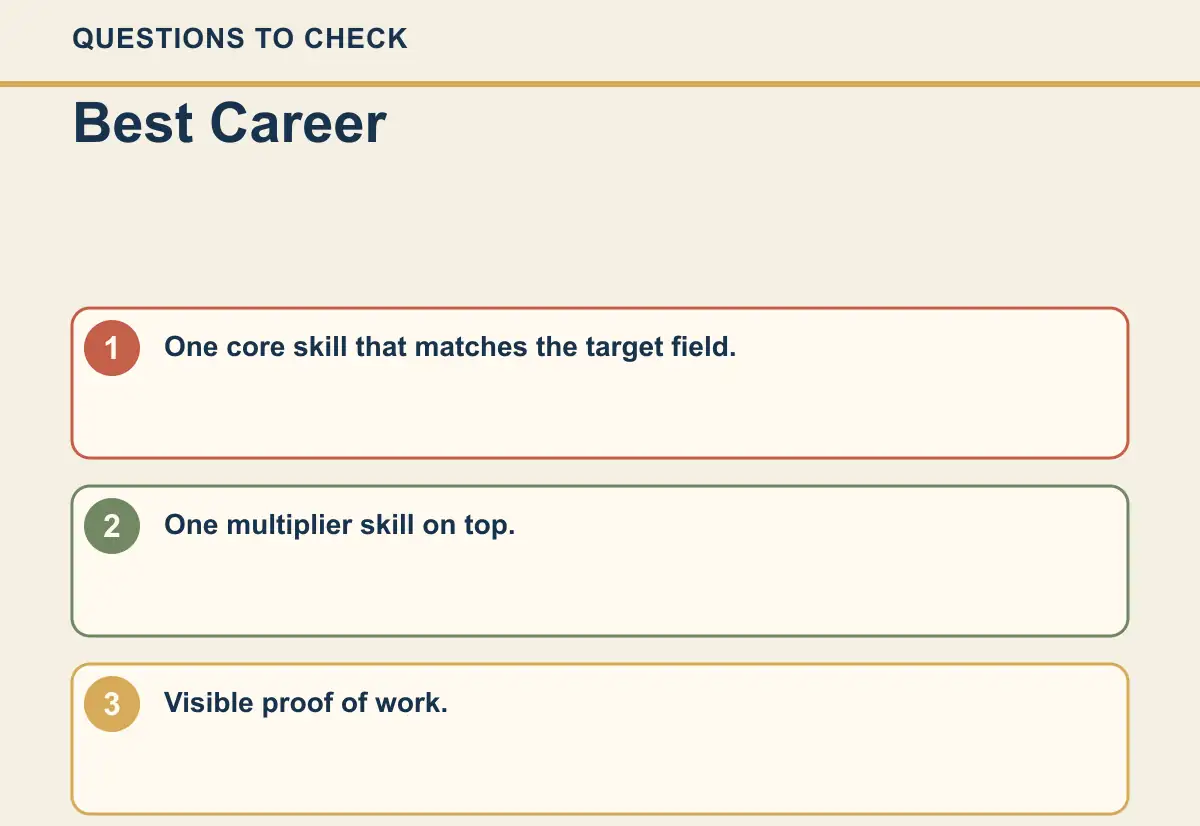 QUESTIONS TO CHECK
Best Career
1 One core skill that matches the target field.
2 One multiplier skill on top.
3 Visible proof of work.